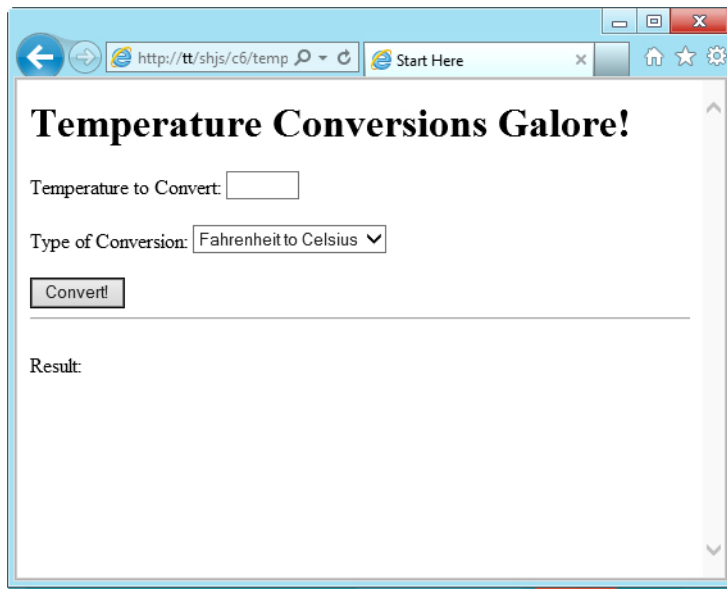 http://tt/shjs/c6/temp
Start Here
Temperature Conversions Galore!
Temperature to Convert:
Type of Conversion: Fahrenheit to Celsius
Convert!
Result: